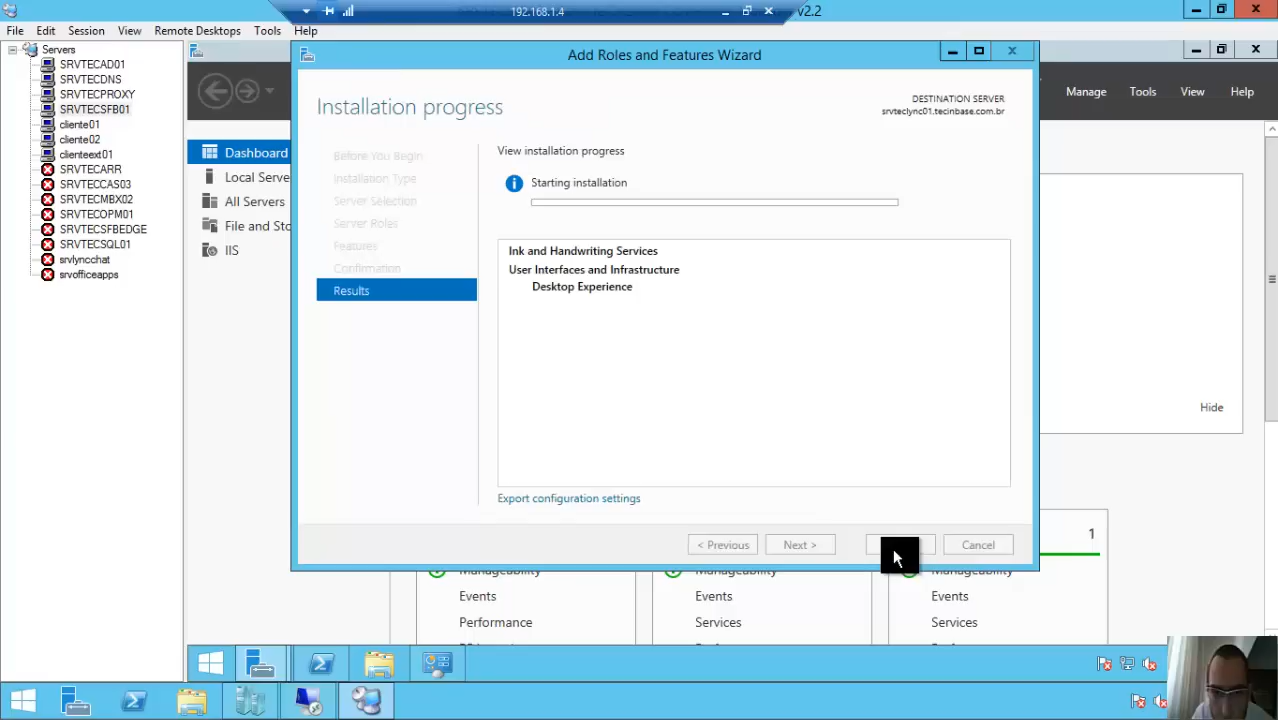 192.168.1.4
v2.2
File Edit Session View Remote Desktops Tools Help
Servers
SRVTECAD01
SRVTECDNS
SRVTECPROXY
SRVTECSFB01
cliente01
cliente02
clienteext01
SRVTECARR
SRVTECCAS03
SRVTECMBX02
SRVTECOPM01
SRVTECSFBEDGE
SRVTECSQL01
srvlyncchat
srvofficeapps
Manage Tools View Help
Dashboard
Local Serve
All Servers
File and Sto
IIS
Add Roles and Features Wizard
Installation progress
DESTINATION SERVER
srvteclync01.tecinbase.com.br
Before You Begin
Installation Type
Server Selection
Server Roles
Features
Confirmation
Results
View installation progress
Starting installation
Ink and Handwriting Services
User Interfaces and Infrastructure
Desktop Experience
Export configuration settings
< Previous Next > Cancel
Hide
1
Manageability Manageability Manageability
Events Events Events
Performance Services Services